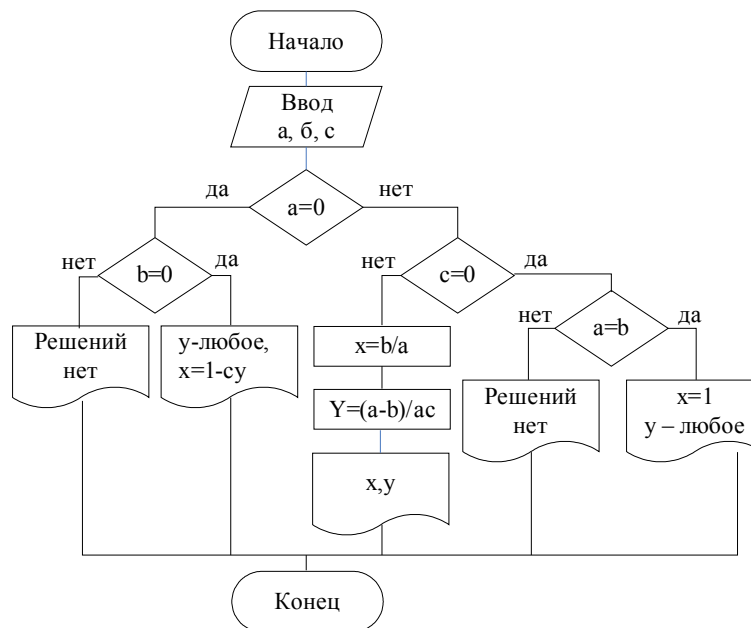 Начало
Ввод
а, б, с
да
a=0
нет
нет
b=0
да
нет
c=0
да
Решений
нет
y-любое,
x=1-cy
x=b/a
нет
a=b
да
Y=(a-b)/ac
Решений
нет
x=1
y – любое
x,y
Конец